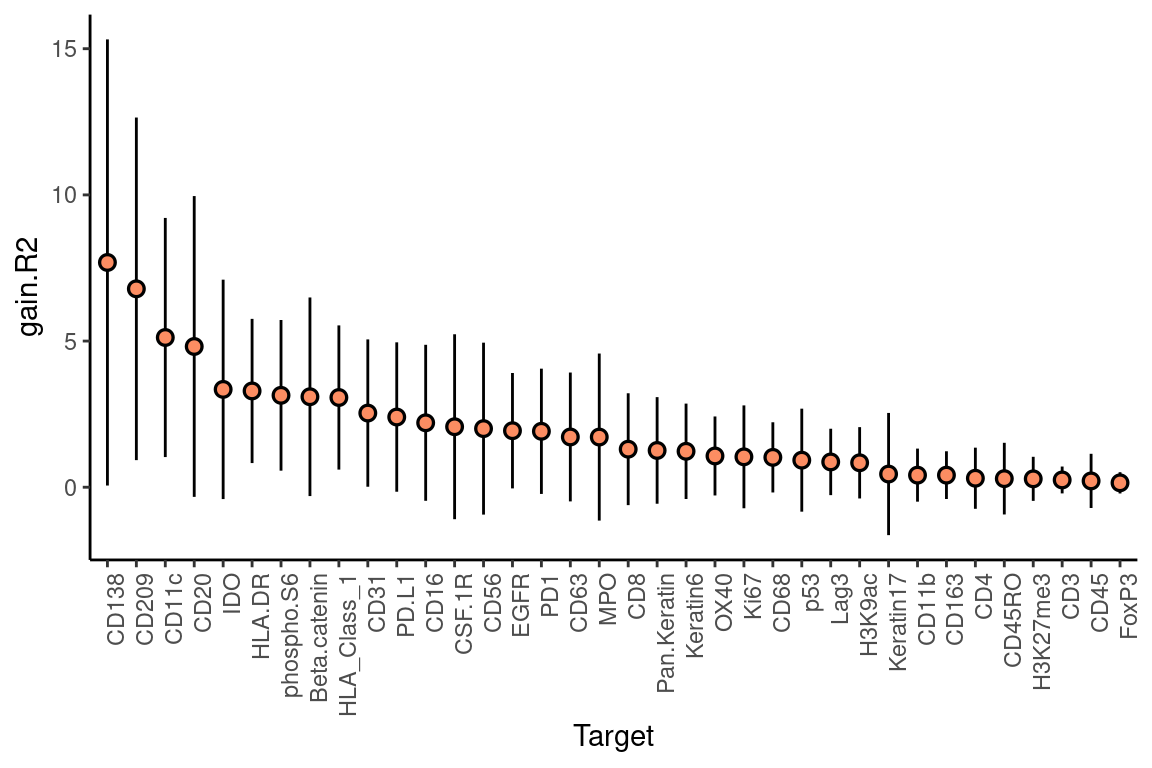 gain.R2
15
10
5
0
CD138
CD209
CD11c
CD20
IDO
HLA.DR
phospho.S6
Beta.catenin
HLA_Class_1
CD31
PD.L1
CD16
CSF.1R
CD56
EGFR
PD1
CD63
MPO
CD8
Pan.Keratin
Keratin6
OX40
Ki67
CD68
p53
Lag3
H3K9ac
Keratin17
CD11b
CD163
CD4
CD45RO
H3K27me3
CD3
CD45
FoxP3
Target